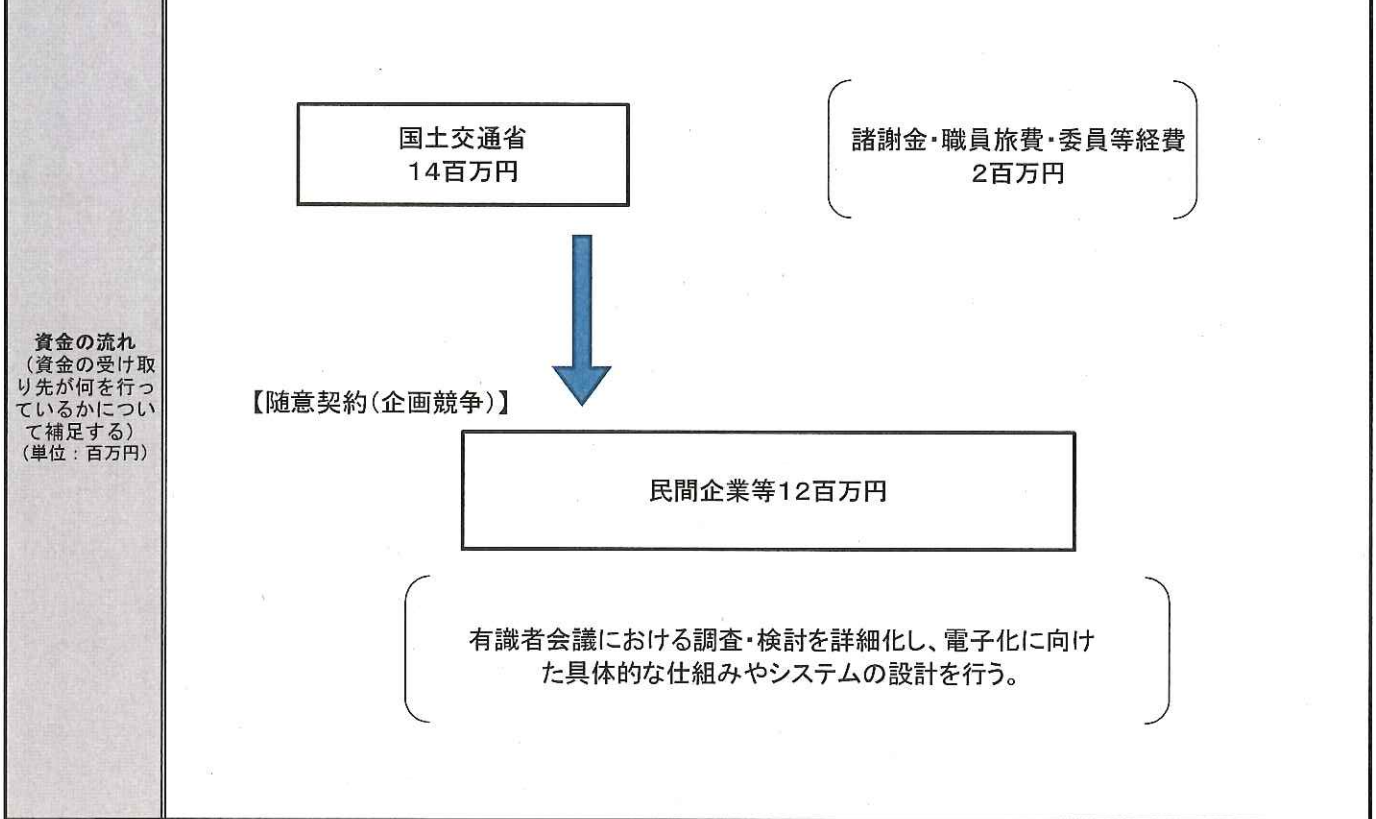 資金の流れ
（資金の受け取
り先が何を行っ
ているかについ
て補足する）
（単位：百万円）
国土交通省
14百万円
諸謝金・職員旅費・委員等経費
2百万円
【随意契約（企画競争）】
民間企業等12百万円
有識者会議における調査・検討を詳細化し、電子化に向け
た具体的な仕組みやシステムの設計を行う。